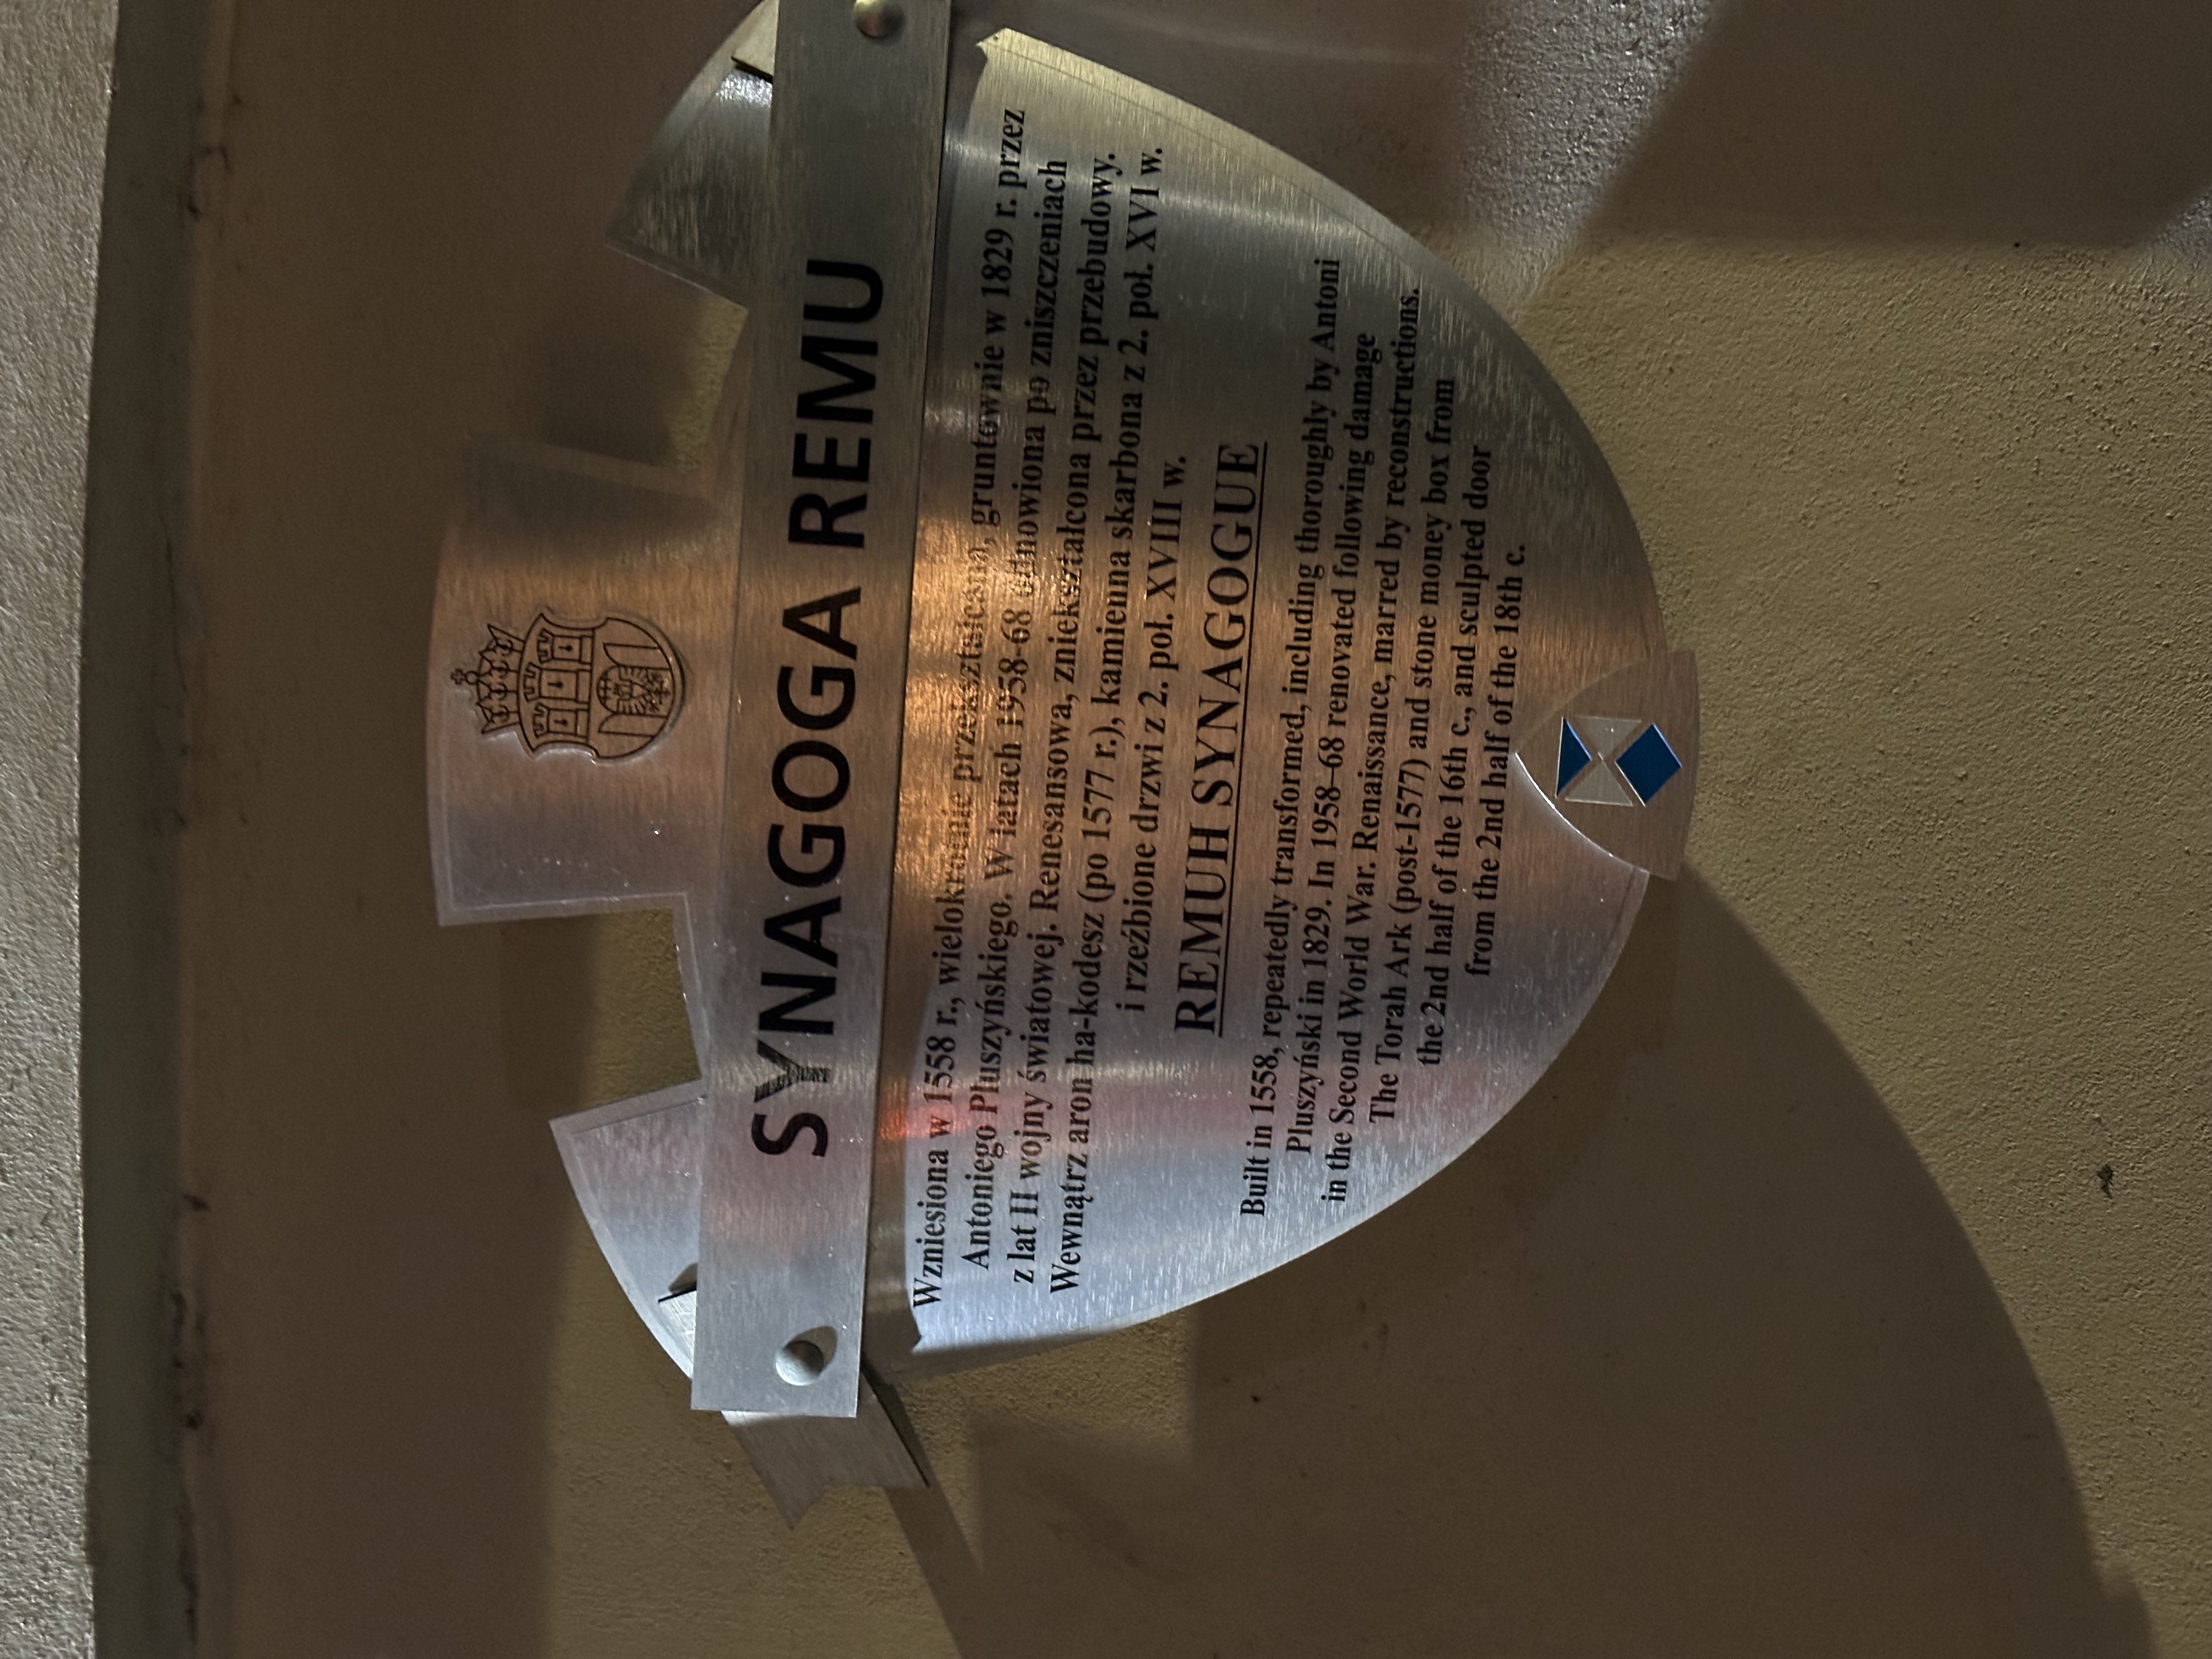 SYNAGOGA REMU
Wzniesiona w 1558 r., wielokrotnie przekształcana, gruntownie w 1829 r. przez
Antoniego Pluszyńskiego. W latach 1958-68 odnowiona po zniszczeniach
z lat II wojny światowej. Renesansowa, zniekształcona przez przebudowy.
Wewnątrz aron ha-kodesz (po 1577 r.), kamienna skarbona z 2. poł. XVI w.
i rzeźbione drzwi z 2. poł. XVIII w.
REMUH SYNAGOGUE
Built in 1558, repeatedly transformed, including thoroughly by Antoni
Pluszyński in 1829. In 1958–68 renovated following damage
in the Second World War. Renaissance, marred by reconstructions.
The Torah Ark (post-1577) and stone money box from
the 2nd half of the 16th c., and sculpted door
from the 2nd half of the 18th c.